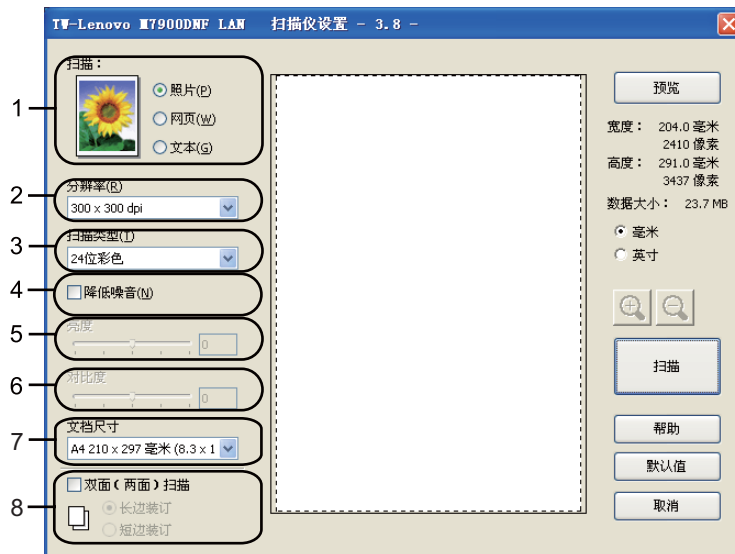 TW-Lenovo M7900DNF LAN 扫描仪设置 - 3.8 -
扫描：
1
照片(P)
网页(W)
文本(G)
2
分辨率(R)
300 x 300 dpi
3
扫描类型(T)
24位彩色
4
降低噪音(N)
5
亮度
0
6
对比度
0
7
文档尺寸
A4 210 x 297 毫米 (8.3 x 1
8
双面(两面)扫描
长边装订
短边装订
预览
宽度： 204.0 毫米
2410 像素
高度： 291.0 毫米
3437 像素
数据大小： 23.7 MB
毫米
英寸
扫描
帮助
默认值
取消